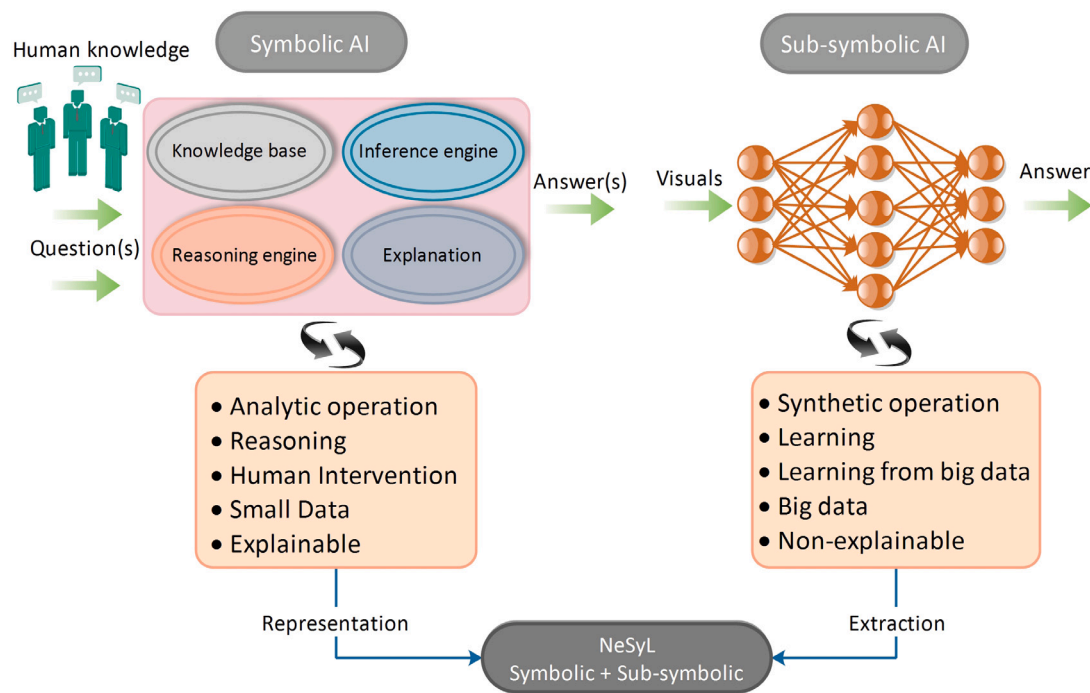 Symbolic AI
Sub-symbolic AI
Human knowledge
Knowledge base
Inference engine
Reasoning engine
Explanation
Question(s)
Answer(s)
Visuals
Answer
• Analytic operation
• Reasoning
• Human Intervention
• Small Data
• Explainable
• Synthetic operation
• Learning
• Learning from big data
• Big data
• Non-explainable
Representation
Extraction
NeSyL
Symbolic + Sub-symbolic